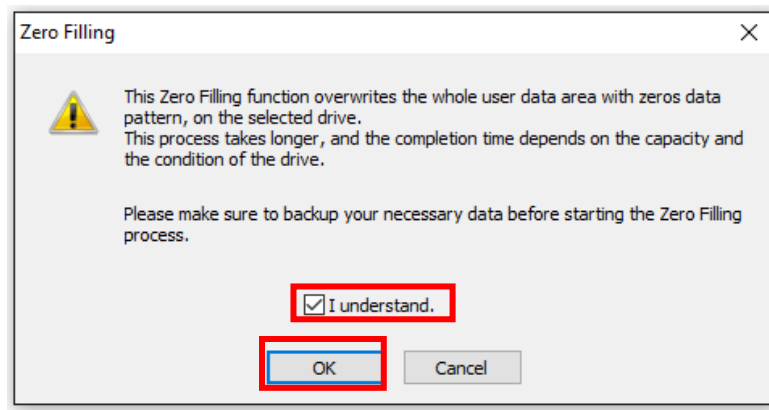 Zero Filling
This Zero Filling function overwrites the whole user data area with zeros data
pattern, on the selected drive.
This process takes longer, and the completion time depends on the capacity and
the condition of the drive.
Please make sure to backup your necessary data before starting the Zero Filling
process.
I understand.
OK
Cancel